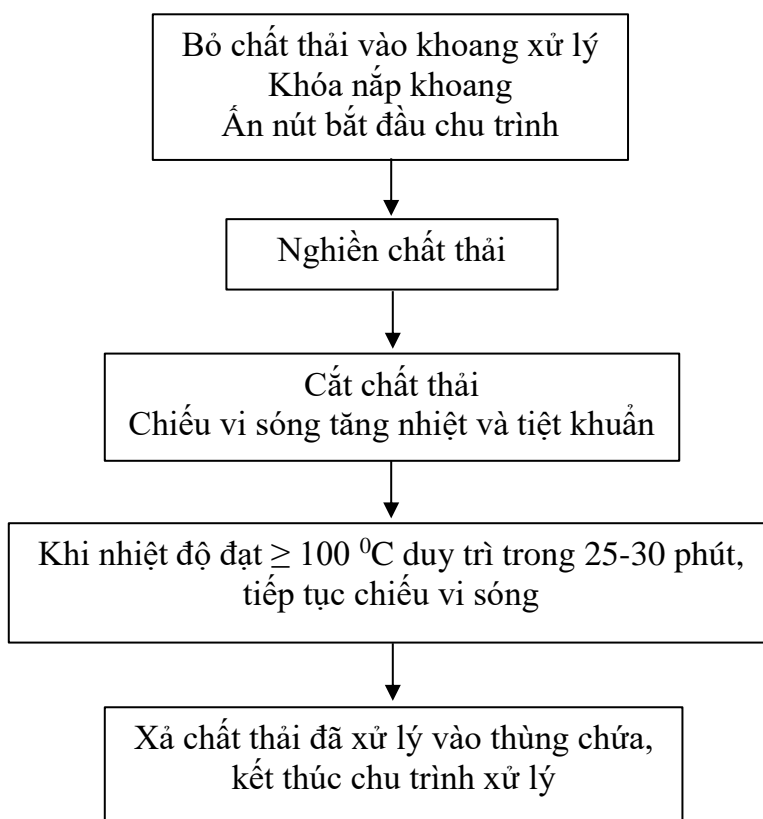 Bỏ chất thải vào khoang xử lý
Khóa nắp khoang
Ấn nút bắt đầu chu trình
Nghiền chất thải
Cắt chất thải
Chiếu vi sóng tăng nhiệt và tiệt khuẩn
Khi nhiệt độ đạt ≥ 100 ⁰C duy trì trong 25-30 phút,
tiếp tục chiếu vi sóng
Xả chất thải đã xử lý vào thùng chứa,
kết thúc chu trình xử lý